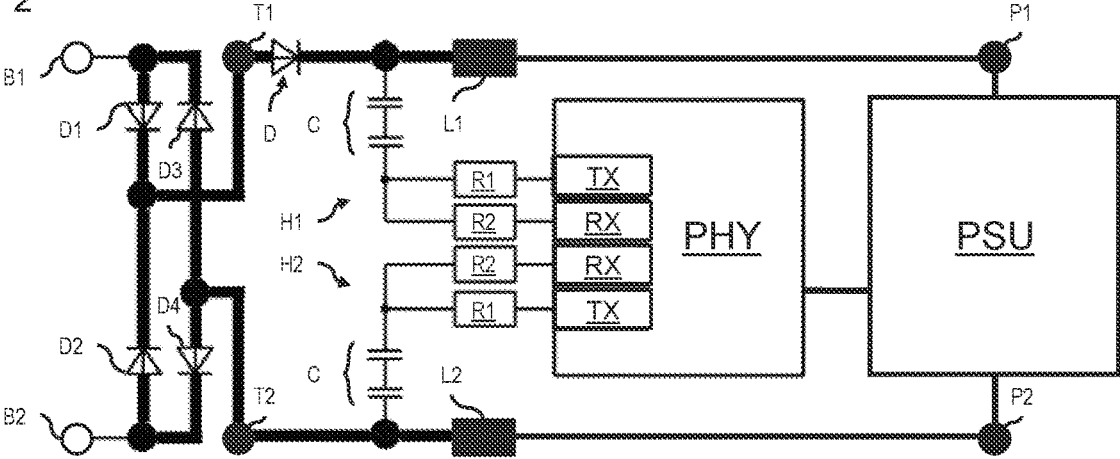 2
T1
P1
B1
D1
D
C
L1
D3
R1
TX
H1
R2
RX
PHY
PSU
H2
R2
RX
D4
R1
TX
D2
C
L2
B2
T2
P2